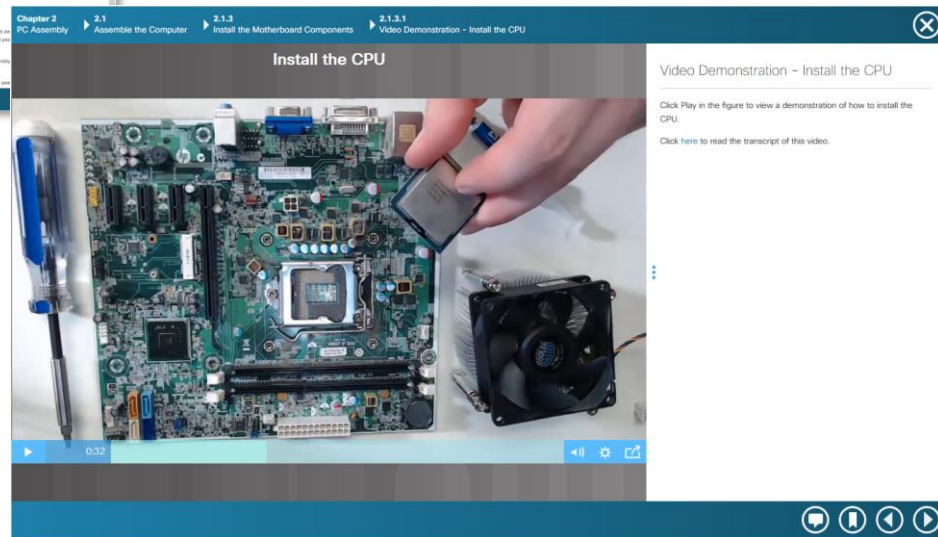 Chapter 2
PC Assembly
2.1
Assemble the Computer
2.1.3
Install the Motherboard Components
2.1.3.1
Video Demonstration - Install the CPU
Install the CPU
0:32
Video Demonstration - Install the CPU
Click Play in the figure to view a demonstration of how to install the
CPU.
Click here to read the transcript of this video.